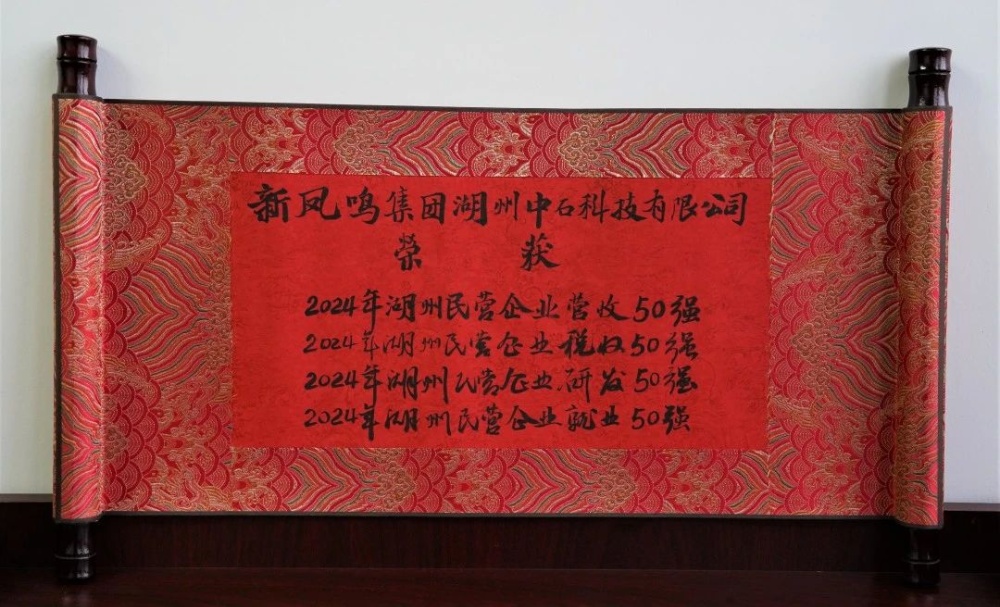 新凤鸣集团湖州中石科技有限公司
荣获
2024年湖州民营企业营收50强
2024年湖州民营企业税收50强
2024年湖州民营企业研发50强
2024年湖州民营企业就业50强